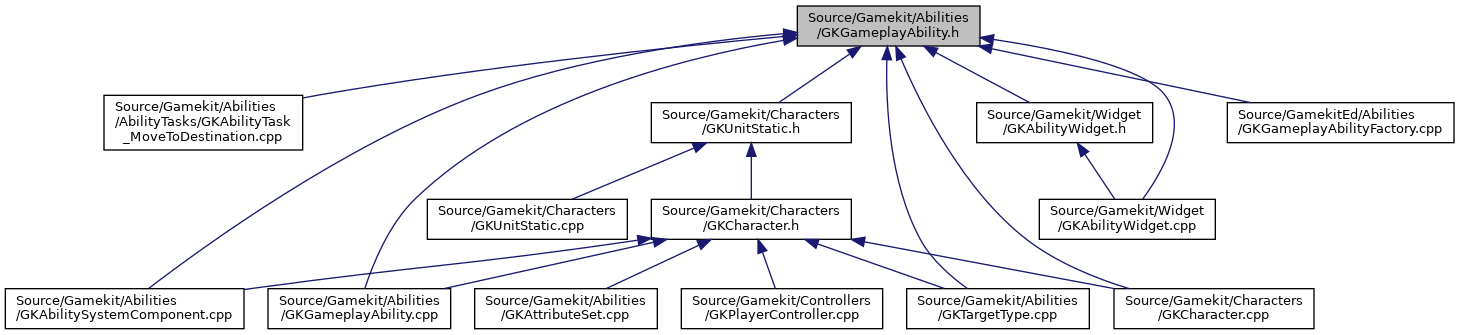 Source/Gamekit/Abilities
/GKGameplayAbility.h
Source/Gamekit/Abilities
/AbilityTasks/GKAbilityTask
_MoveToDestination.cpp
Source/Gamekit/Characters
/GKUnitStatic.h
Source/Gamekit/Widget
/GKAbilityWidget.h
Source/GamekitEd/Abilities
/GKGameplayAbilityFactory.cpp
Source/Gamekit/Characters
/GKUnitStatic.cpp
Source/Gamekit/Characters
/GKCharacter.h
Source/Gamekit/Widget
/GKAbilityWidget.cpp
Source/Gamekit/Abilities
/GKAbilitySystemComponent.cpp
Source/Gamekit/Abilities
/GKGameplayAbility.cpp
Source/Gamekit/Abilities
/GKAttributeSet.cpp
Source/Gamekit/Controllers
/GKPlayerController.cpp
Source/Gamekit/Abilities
/GKTargetType.cpp
Source/Gamekit/Characters
/GKCharacter.cpp